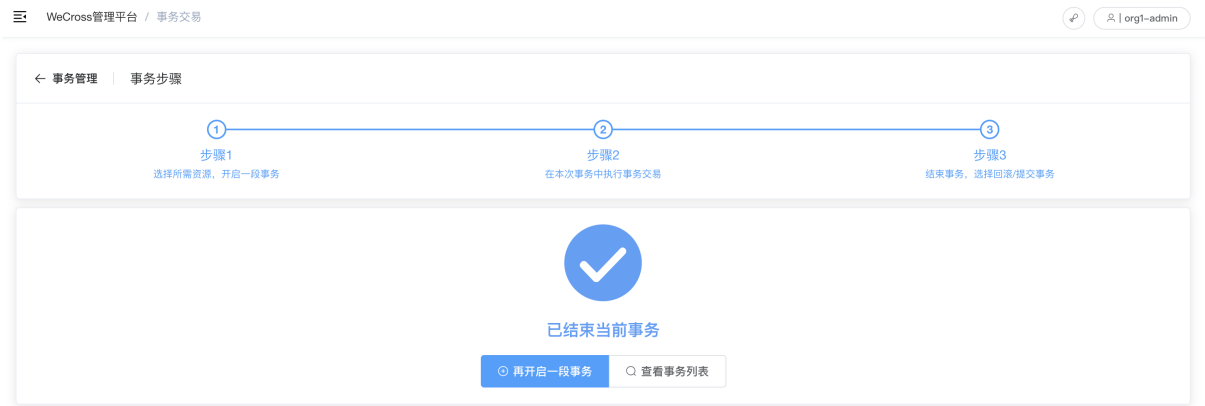 WeCross管理平台 / 事务交易
org1-admin
事务管理 事务步骤
1 2 3
步骤1 步骤2 步骤3
选择所需资源，开启一段事务 在本次事务中执行事务交易 结束事务，选择回滚/提交事务
已结束当前事务
再开启一段事务 查看事务列表